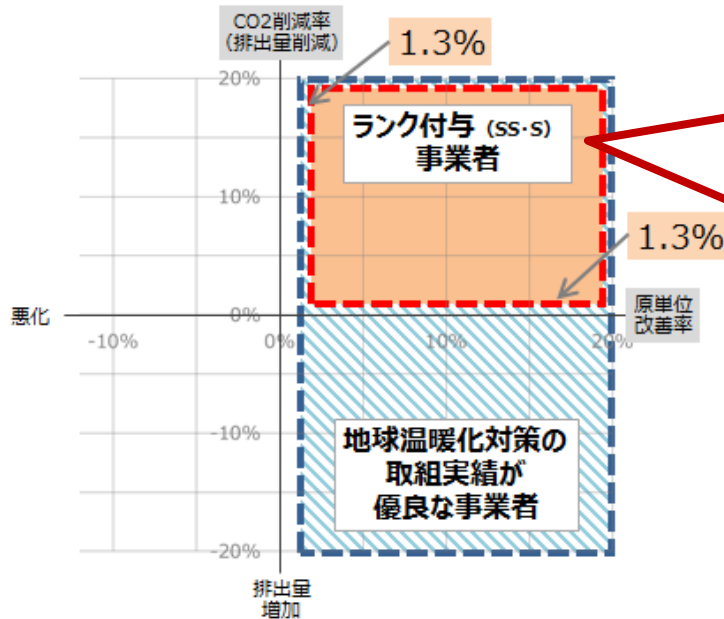 CO2削減率
(排出量削減)
1.3%
20%
ランク付与 (SS・S)
事業者
10%
1.3%
悪化
0%
原単位
改善率
-10%
0%
10%
20%
-10%
地球温暖化対策の
取組実績が
優良な事業者
-20%
排出量
増加